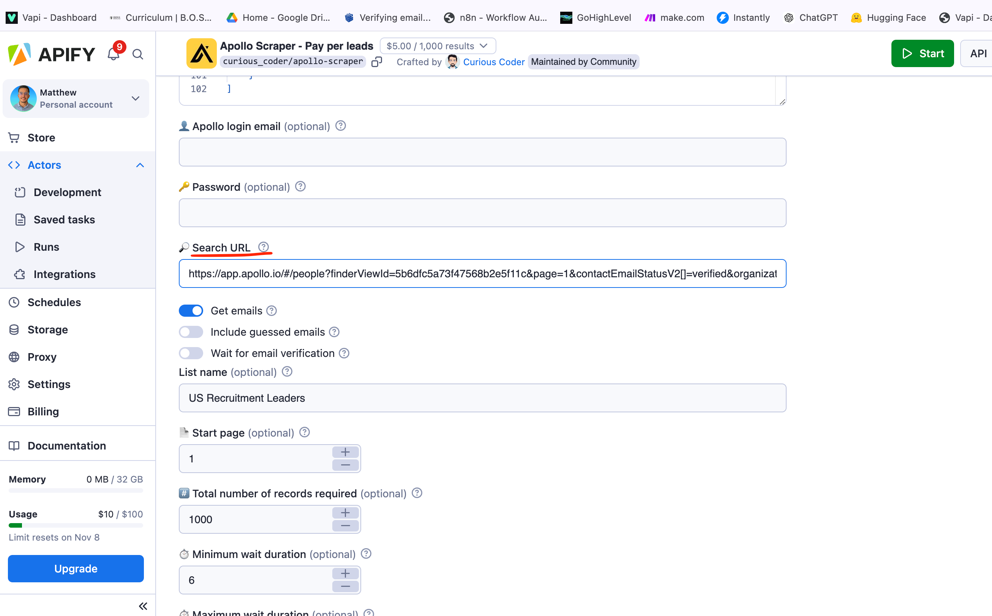 Vapi - Dashboard
Curriculum | B.O.S...
Home - Google Dri...
Verifying email...
n8n - Workflow Au...
GoHighLevel
make.com
Instantly
ChatGPT
Hugging Face
Vapi - Da
APIFY
9
Apollo Scraper - Pay per leads
$5.00 / 1,000 results
curious_coder/apollo-scraper
Crafted by
Curious Coder
Maintained by Community
Start
API
Matthew
Personal account
Store
Actors
Development
Saved tasks
Runs
Integrations
Schedules
Storage
Proxy
Settings
Billing
Documentation
Memory 0 MB / 32 GB
Usage $10 / $100
Limit resets on Nov 8
Upgrade
101 ]
102 ]
Apollo login email (optional)
Password (optional)
Search URL
https://app.apollo.io/#/people?finderViewId=5b6dfc5a73f47568b2e5f11c&page=1&contactEmailStatusV2[]=verified&organizat
Get emails
Include guessed emails
Wait for email verification
List name (optional)
US Recruitment Leaders
Start page (optional)
1
Total number of records required (optional)
1000
Minimum wait duration (optional)
6
Maximum wait duration (optional)